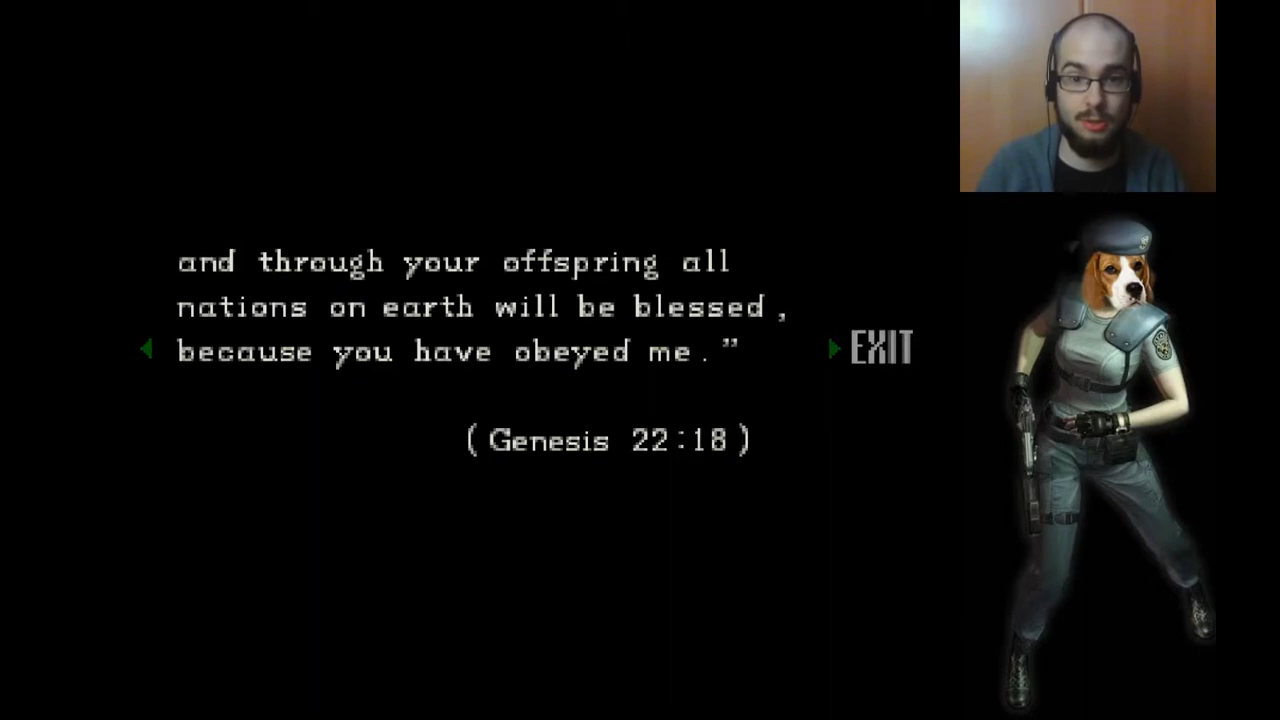 and through your offspring all
nations on earth will be blessed,
because you have obeyed me."
EXIT
(Genesis 22:18)